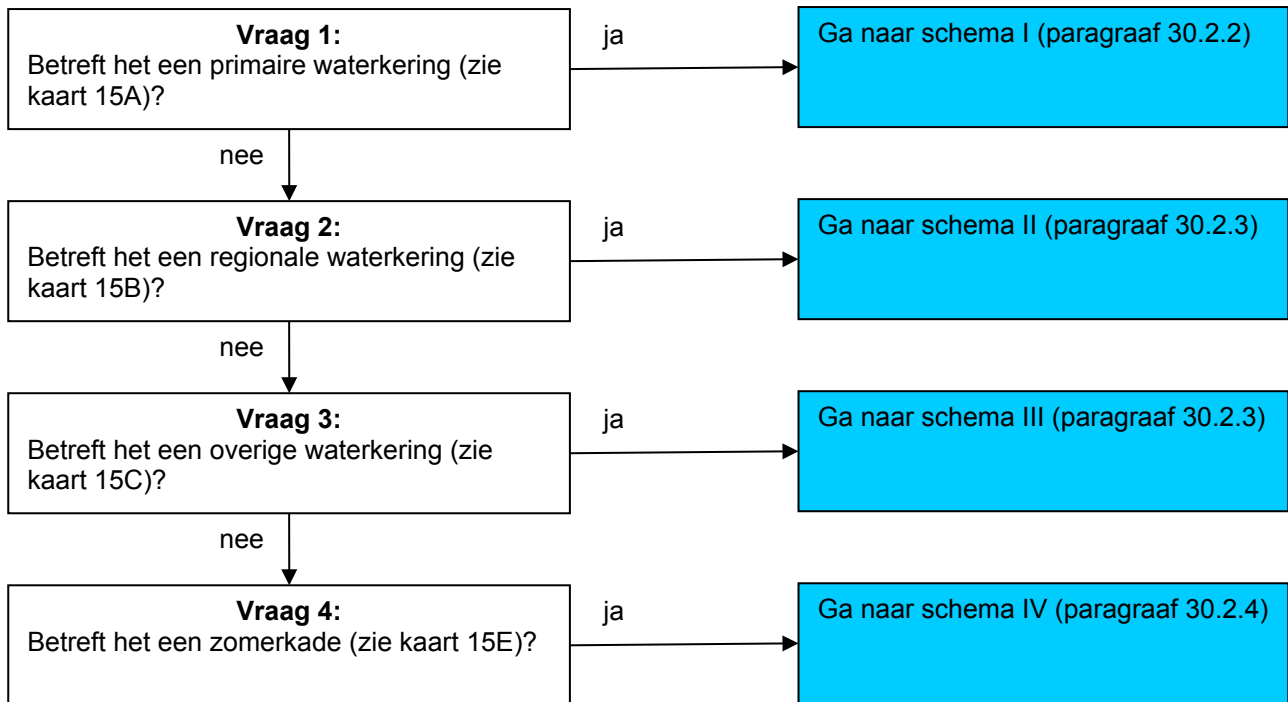 Vraag 1:
Betreft het een primaire waterkering (zie
kaart 15A)?
ja
Ga naar schema I (paragraaf 30.2.2)
nee
Vraag 2:
Betreft het een regionale waterkering (zie
kaart 15B)?
ja
Ga naar schema II (paragraaf 30.2.3)
nee
Vraag 3:
Betreft het een overige waterkering (zie
kaart 15C)?
ja
Ga naar schema III (paragraaf 30.2.3)
nee
Vraag 4:
Betreft het een zomerkade (zie kaart 15E)?
ja
Ga naar schema IV (paragraaf 30.2.4)